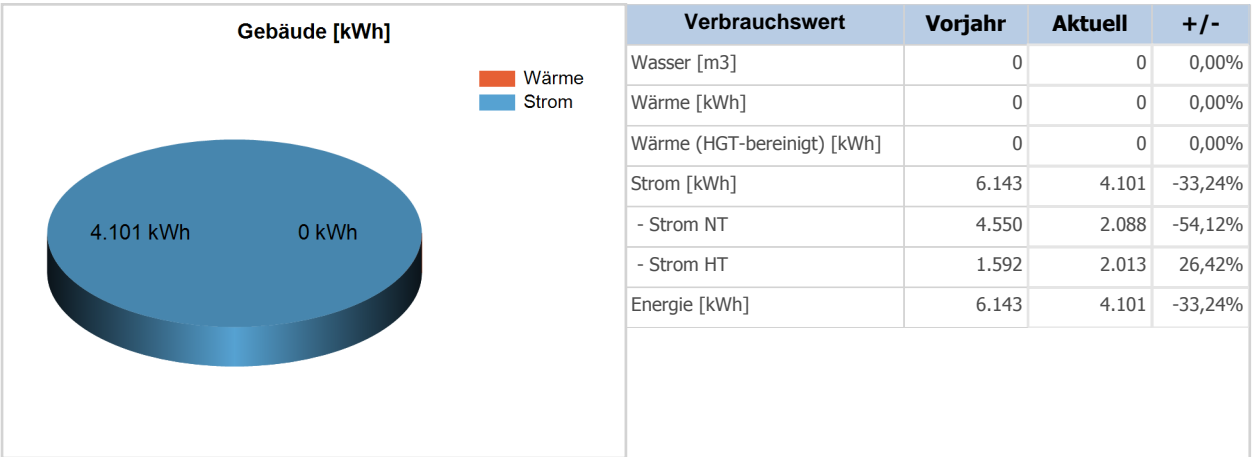 Gebäude [kWh]
Wärme
Strom
4.101 kWh 0 kWh
Verbrauchswert Vorjahr Aktuell +/-
Wasser [m3] 0 0 0,00%
Wärme [kWh] 0 0 0,00%
Wärme (HGT-bereinigt) [kWh] 0 0 0,00%
Strom [kWh] 6.143 4.101 -33,24%
- Strom NT 4.550 2.088 -54,12%
- Strom HT 1.592 2.013 26,42%
Energie [kWh] 6.143 4.101 -33,24%